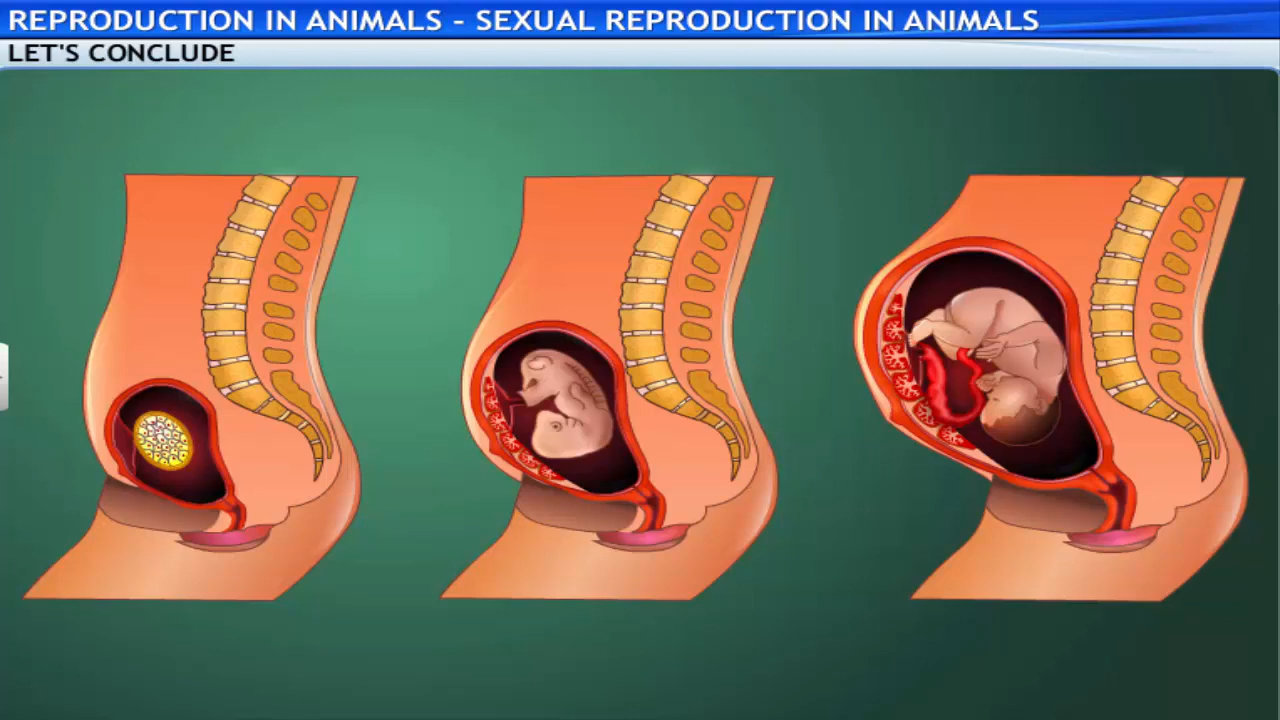 REPRODUCTION IN ANIMALS - SEXUAL REPRODUCTION IN ANIMALS
LET'S CONCLUDE